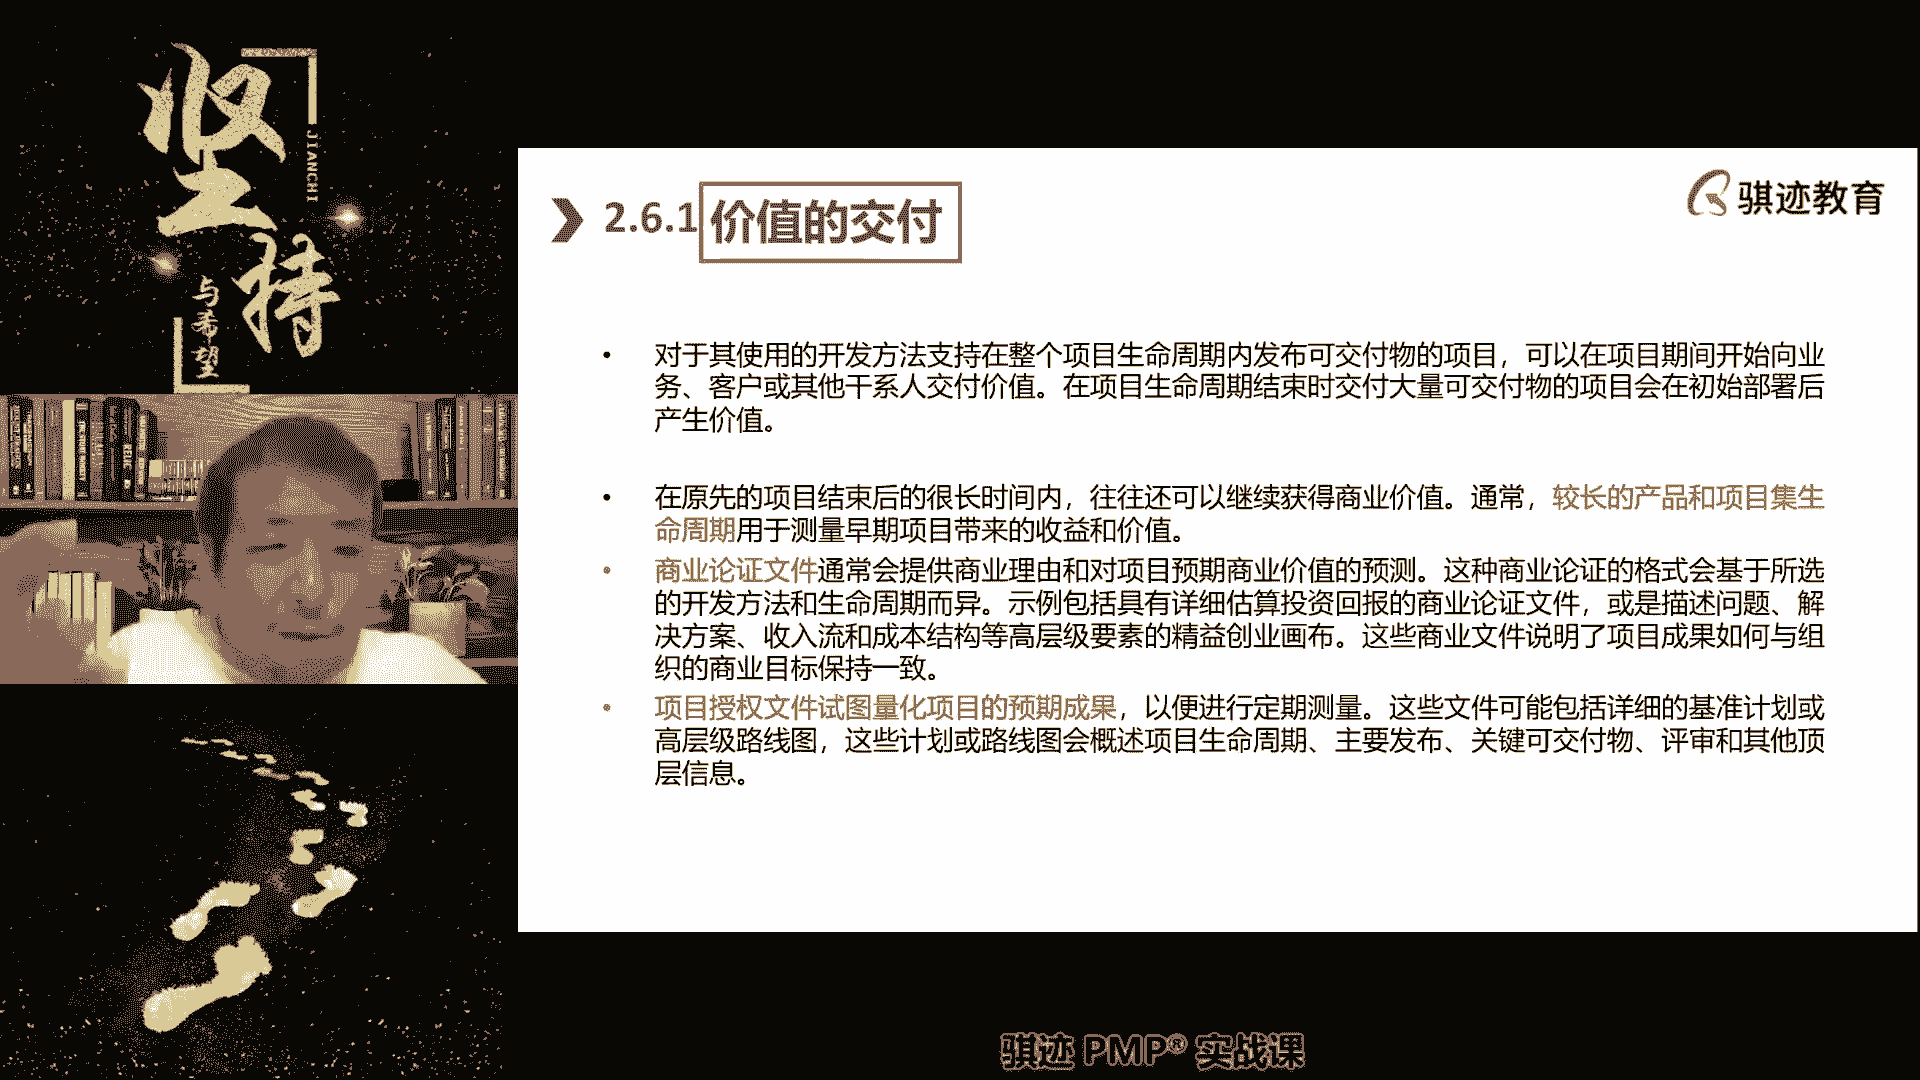 坚持
JIANCHI
与希望
2.6.1 价值的交付
骐迹教育
• 对于其使用的开发方法支持在整个项目生命周期内发布可交付物的项目，可以在项目期间开始向业
务、客户或其他干系人交付价值。在项目生命周期结束时交付大量可交付物的项目会在初始部署后
产生价值。
• 在原先的项目结束后的很长时间内，往往还可以继续获得商业价值。通常，较长的产品和项目集生
命周期用于测量早期项目带来的收益和价值。
• 商业论证文件通常会提供商业理由和对项目预期商业价值的预测。这种商业论证的格式会基于所选
的开发方法和生命周期而异。示例包括具有详细估算投资回报的商业论证文件，或是描述问题、解
决方案、收入流和成本结构等高层级要素的精益创业画布。这些商业文件说明了项目成果如何与组
织的商业目标保持一致。
• 项目授权文件试图量化项目的预期成果，以便进行定期测量。这些文件可能包括详细的基准计划或
高层级路线图，这些计划或路线图会概述项目生命周期、主要发布、关键可交付物、评审和其他顶
层信息。
骐迹 PMP® 实战课